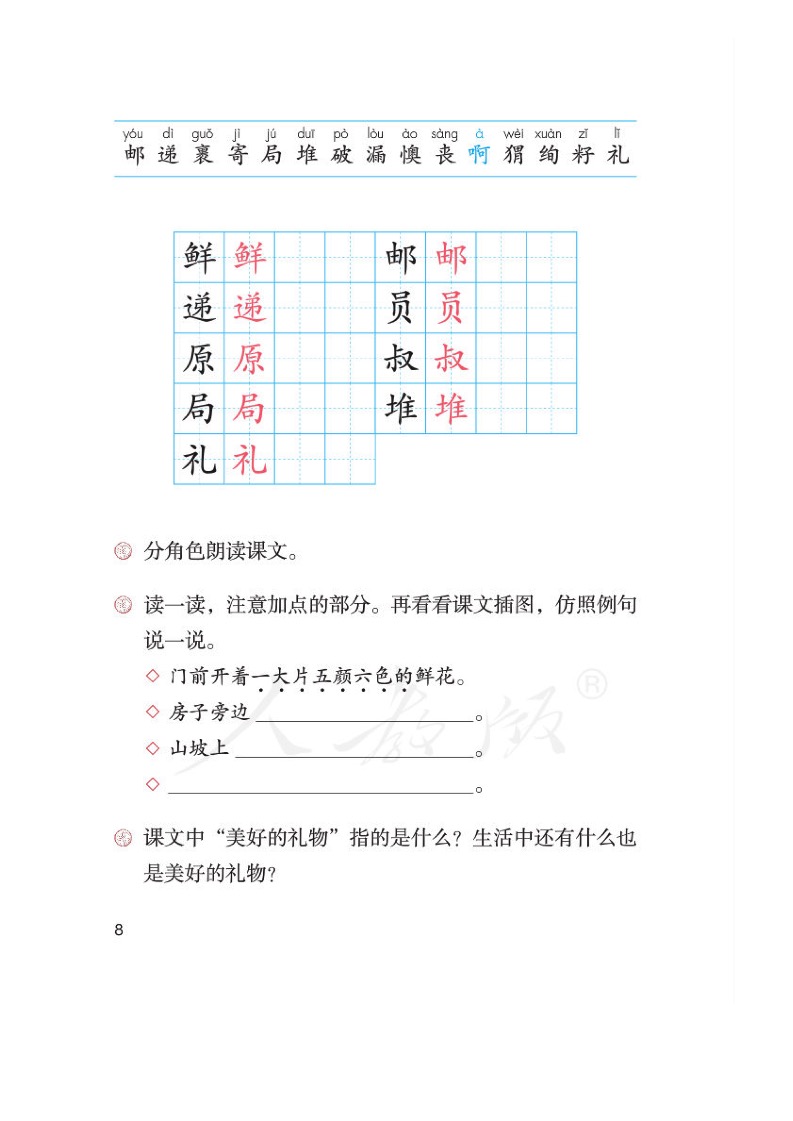 yóu dì guǒ jì jú duī pò lòu ào sàng à wèi xuàn zǐ lǐ
邮 递 裹 寄 局 堆 破 漏 懊 丧 啊 猬 绚 籽 礼
鲜 鲜 邮 邮
递 递 员 员
原 原 叔 叔
局 局 堆 堆
礼 礼
分角色朗读课文。
读一读,注意加点的部分。再看看课文插图,仿照例句
说一说。
◇ 门前开着一大片五颜六色的鲜花。
◇ 房子旁边 ____________________。
◇ 山坡上 ______________________。
◇ ____________________________。
人教版®
课文中“美好的礼物”指的是什么?生活中还有什么也
是美好的礼物?
8